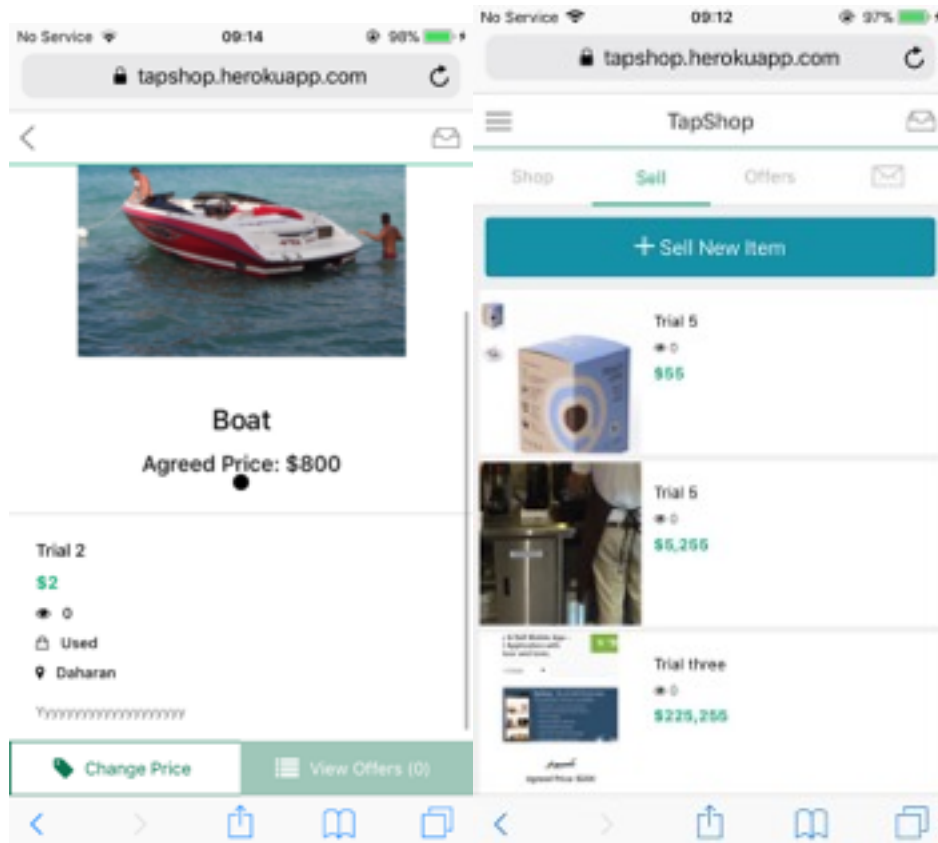 No Service
09:14
98%
tapshop.herokuapp.com
Boat
Agreed Price: $800
Trial 2
$2
0
Used
Daharan
Yyyyyyyyyyyyyyyyyyy
Change Price
View Offers (0)
No Service
09:12
97%
tapshop.herokuapp.com
TapShop
Shop
Sell
Offers
+ Sell New Item
Trial 5
0
$55
Trial 5
0
$5,255
Trial three
0
$225,255
Agreed Price: $200